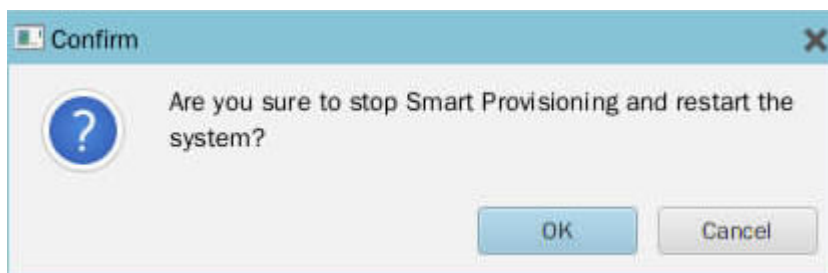 Confirm
Are you sure to stop Smart Provisioning and restart the
system?
OK Cancel